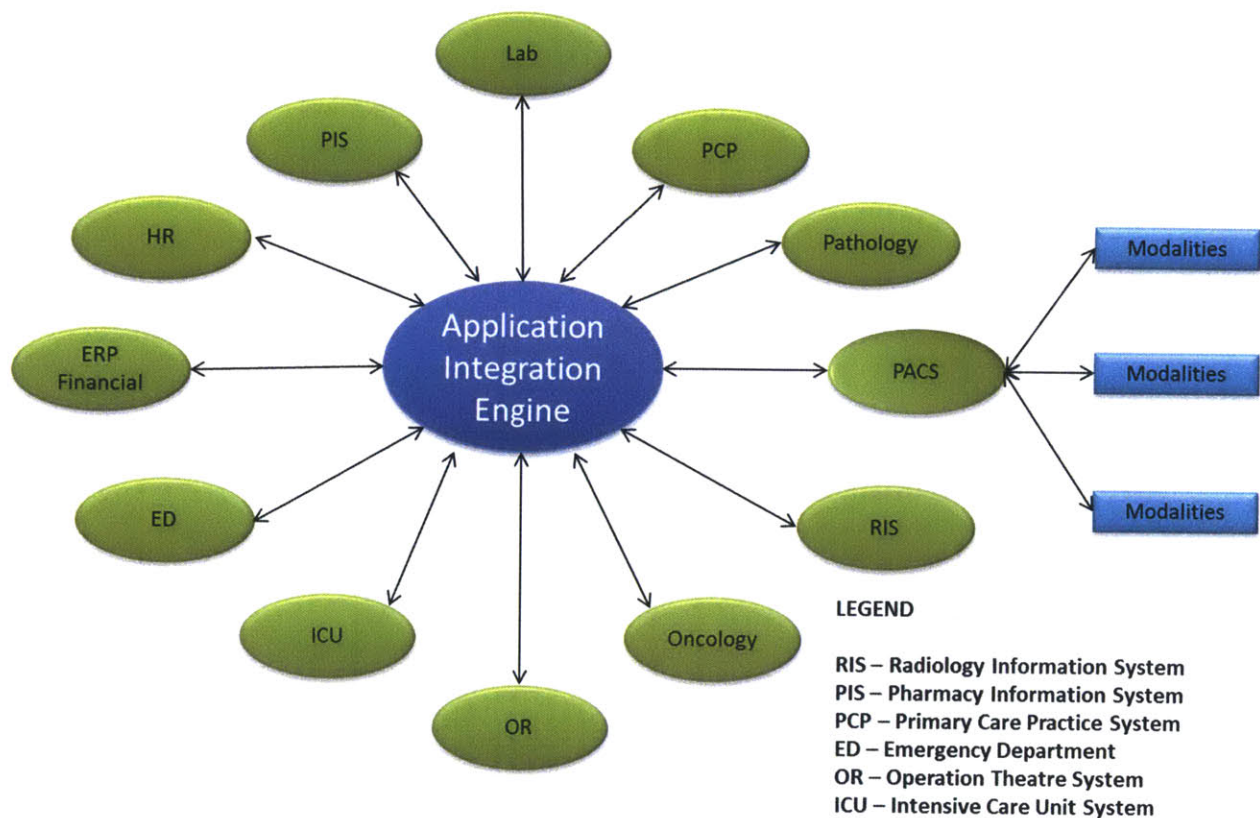 Lab
PIS
PCP
HR
Pathology
Modalities
Application
Integration
Engine
ERP
Financial
PACS
Modalities
ED
RIS
Modalities
ICU
Oncology
OR
LEGEND
RIS – Radiology Information System
PIS – Pharmacy Information System
PCP – Primary Care Practice System
ED – Emergency Department
OR – Operation Theatre System
ICU – Intensive Care Unit System